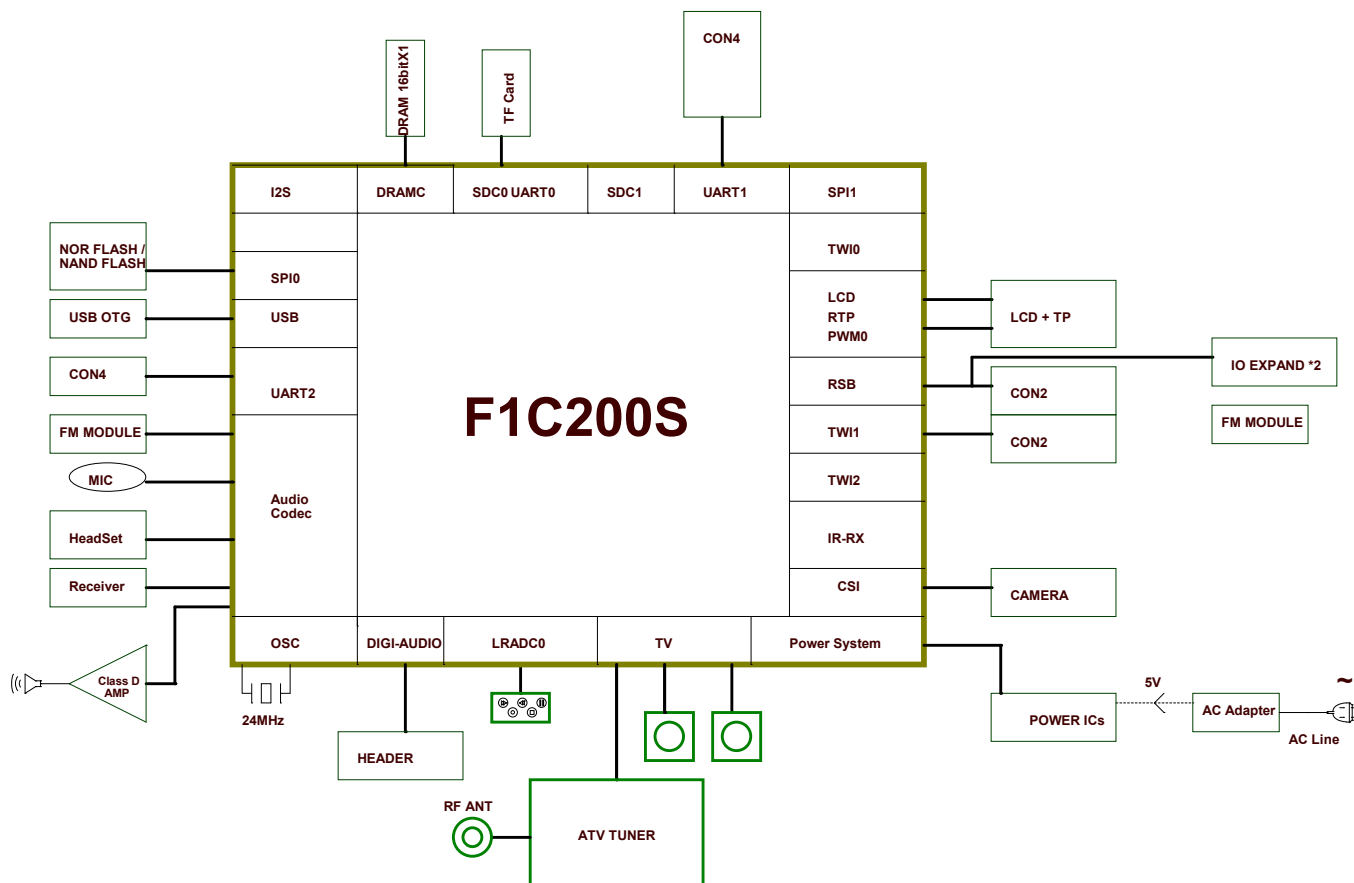 CON4
DRAM 16bitX1
TF Card
I2S
DRAMC
SDC0 UART0
SDC1
UART1
SPI1
NOR FLASH /
NAND FLASH
SPI0
USB OTG
USB
CON4
UART2
FM MODULE
MIC
Audio
Codec
HeadSet
Receiver
Class D
AMP
F1C200S
TWI0
LCD
RTP
PWM0
LCD + TP
RSB
CON2
IO EXPAND *2
TWI1
CON2
FM MODULE
TWI2
IR-RX
CSI
CAMERA
OSC
DIGI-AUDIO
LRADC0
TV
Power System
24MHz
HEADER
POWER ICs
5V
AC Adapter
~
AC Line
RF ANT
ATV TUNER